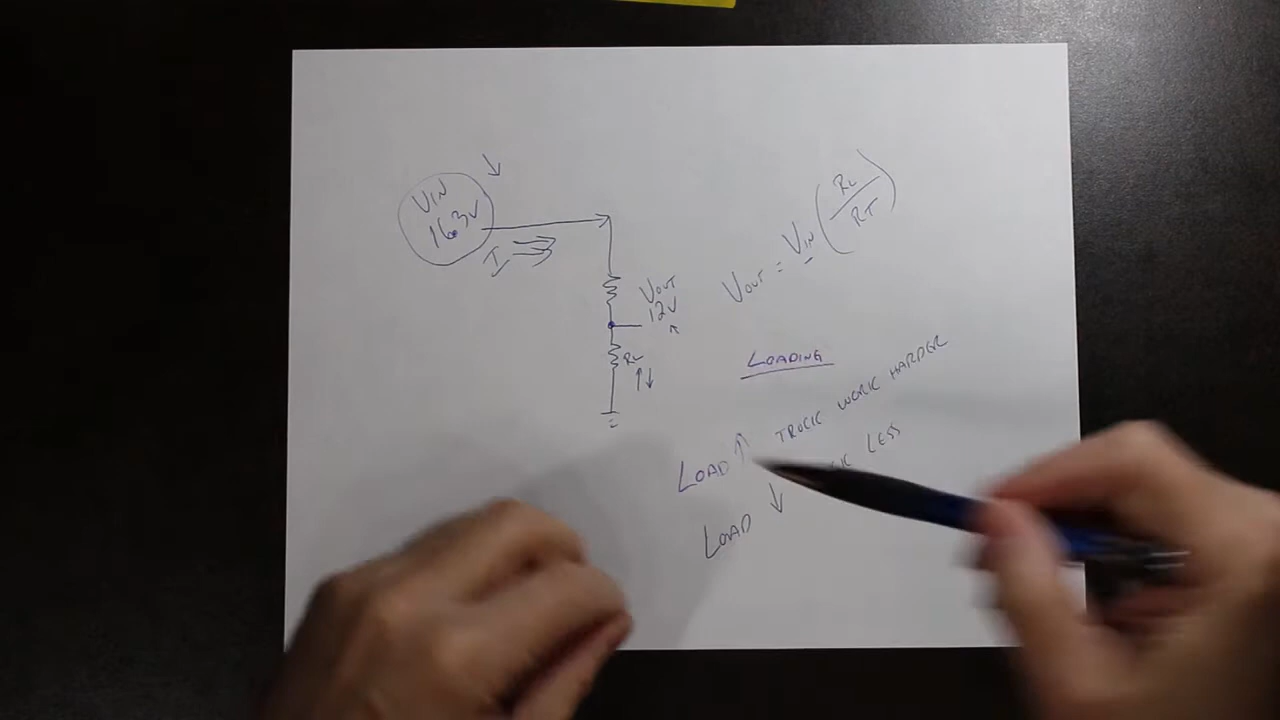 VIN
16.3V
I
VOUT
12V
RL
VOUT = VIN (RL / RT)
LOADING
LOAD ↑ TRUCK WORK HARDER
LOAD ↓ LESS